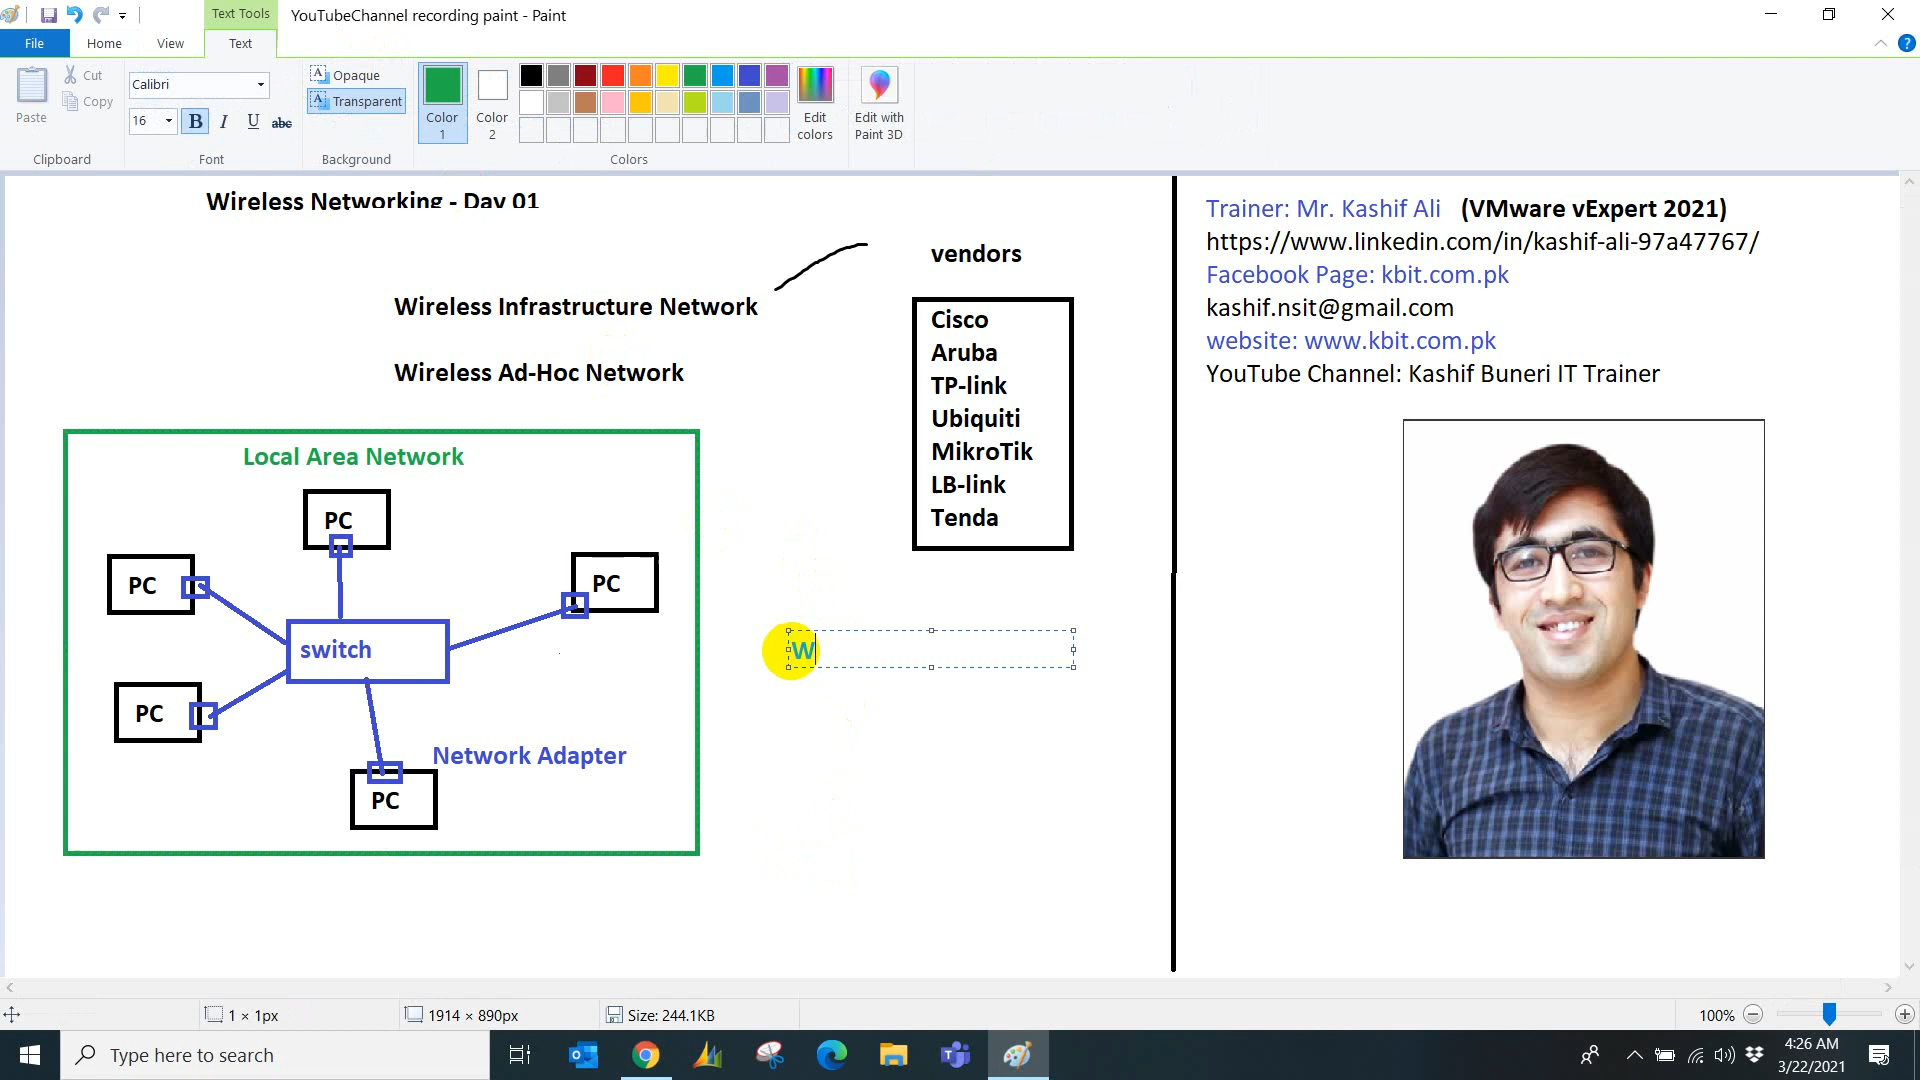 Text Tools
YouTubeChannel recording paint - Paint
File
Home
View
Text
Paste
Cut
Copy
Clipboard
Calibri
16
B I U abc
Font
Opaque
Transparent
Background
Color 1
Color 2
Edit colors
Edit with Paint 3D
Colors
Wireless Networking - Day 01
Wireless Infrastructure Network
Wireless Ad-Hoc Network
vendors
Cisco
Aruba
TP-link
Ubiquiti
MikroTik
LB-link
Tenda
Trainer: Mr. Kashif Ali (VMware vExpert 2021)
https://www.linkedin.com/in/kashif-ali-97a47767/
Facebook Page: kbit.com.pk
kashif.nsit@gmail.com
website: www.kbit.com.pk
YouTube Channel: Kashif Buneri IT Trainer
Local Area Network
PC
PC
PC
switch
PC
Network Adapter
PC
W
1 × 1px
1914 × 890px
Size: 244.1KB
100%
Type here to search
4:26 AM
3/22/2021